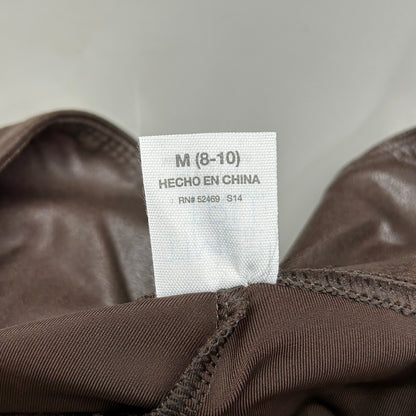 M (8-10)
HECHO EN CHINA
RN# 52469 S14